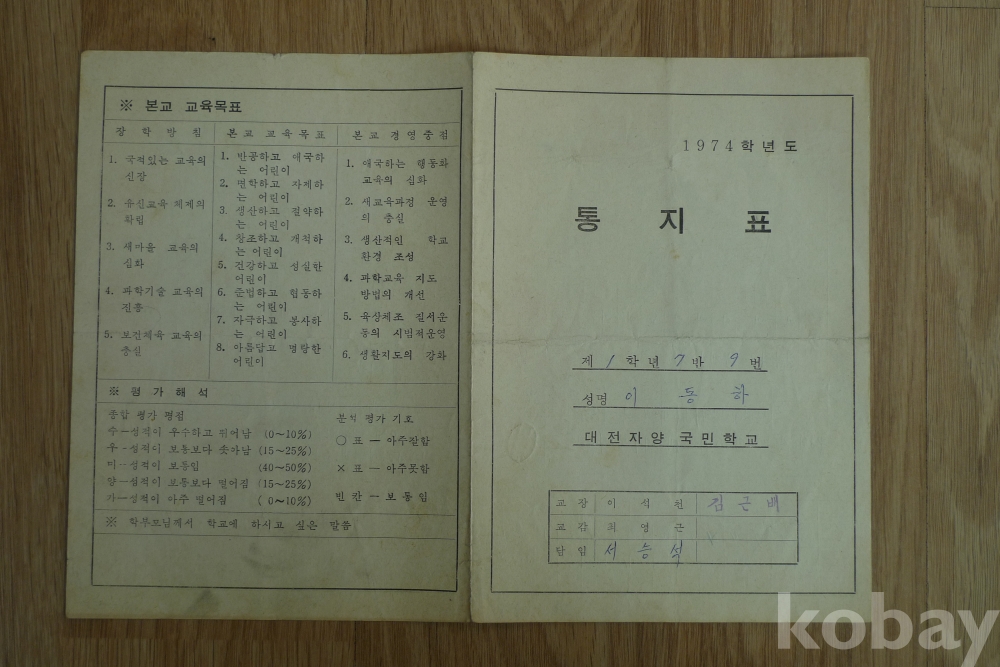 ※ 본교 교육목표
장 학 방 침
1. 국적있는 교육의
신장
2. 유신교육 체제의
확립
3. 새마을 교육의
심화
4. 과학기술 교육의
진흥
5. 보건체육 교육의
충실
본 교 교 육 목 표
1. 반공하고 애국하
는 어린이
2. 면학하고 자제하
는 어린이
3. 생산하고 절약하
는 어린이
4. 창조하고 개척하
는 어린이
5. 건강하고 성실한
어린이
6. 준법하고 협동하
는 어린이
7. 자극하고 봉사하
는 어린이
8. 아름답고 명랑한
어린이
본 교 경 영 중 점
1. 애국하는 행동화
교육의 심화
2. 새교육과정 운영
의 충실
3. 생산적인 학교
환경 조성
4. 과학교육 지도
방법의 개선
5. 육상체조 질서운
동의 시범적운영
6. 생활지도의 강화
※ 평 가 해 석
종합 평가 평점
수—성적이 우수하고 뛰어남 (0~10%)
우—성적이 보통보다 솟아남 (15~25%)
미—성적이 보통임 (40~50%)
양—성적이 보통보다 떨어짐 (15~25%)
가—성적이 아주 떨어짐 (0~10%)
분석 평가 기호
○ 표 — 아주잘함
× 표 — 아주못함
빈 칸 — 보 통 임
※ 학부모님께서 학교에 하시고 싶은 말씀
1974학년도
통 지 표
제 1 학년 7 반 9 번
성명 이 동 하
대전자양 국민학교
교 장 이 석 천 김 근 배
교 감 최 영 근
담 임 서 능 석
kobay